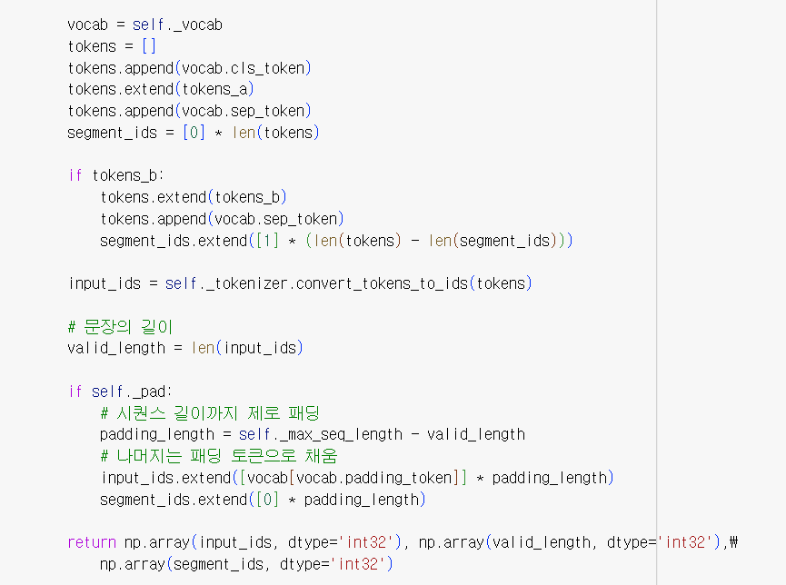 vocab = self._vocab
tokens = []
tokens.append(vocab.cls_token)
tokens.extend(tokens_a)
tokens.append(vocab.sep_token)
segment_ids = [0] * len(tokens)
if tokens_b:
tokens.extend(tokens_b)
tokens.append(vocab.sep_token)
segment_ids.extend([1] * (len(tokens) - len(segment_ids)))
input_ids = self._tokenizer.convert_tokens_to_ids(tokens)
# 문장의 길이
valid_length = len(input_ids)
if self._pad:
# 시퀀스 길이까지 제로 패딩
padding_length = self._max_seq_length - valid_length
# 나머지는 패딩 토큰으로 채움
input_ids.extend([vocab[vocab.padding_token]] * padding_length)
segment_ids.extend([0] * padding_length)
return np.array(input_ids, dtype='int32'), np.array(valid_length, dtype='int32'),₩
np.array(segment_ids, dtype='int32')